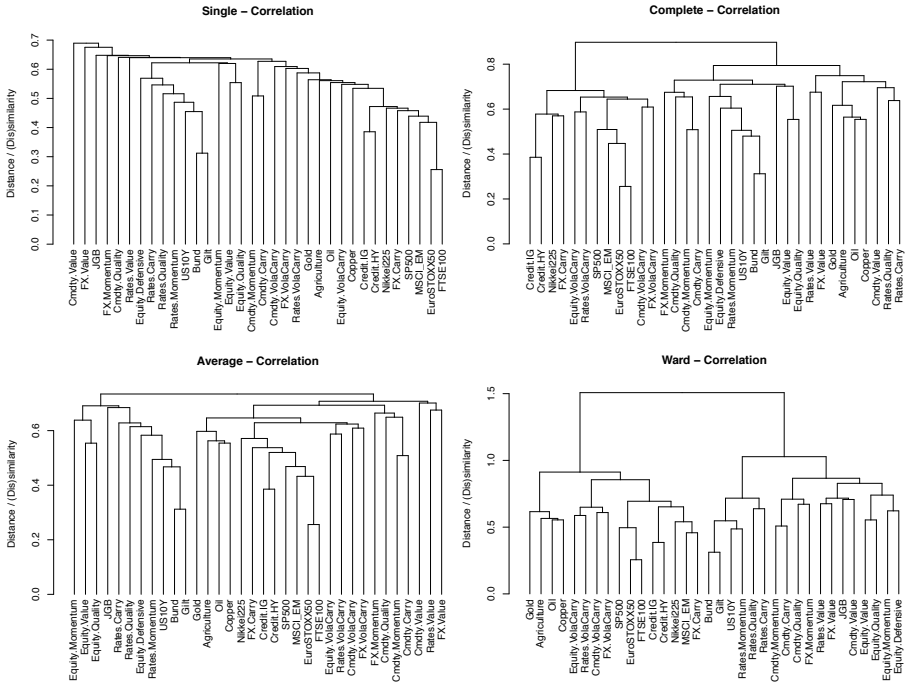 Single − Correlation
Distance / (Dis)similarity
0.7
0.6
0.5
0.4
0.3
0.2
0.1
0.0
Cmdty.Value
FX.Value
JGB
FX.Momentum
Cmdty.Quality
Rates.Value
Equity.Defensive
Rates.Carry
Rates.Quality
Rates.Momentum
US10Y
Bund
Gilt
Equity.Momentum
Equity.Value
Equity.Quality
Cmdty.Momentum
Cmdty.Carry
Cmdty.VolaCarry
FX.VolaCarry
Rates.VolaCarry
Gold
Agriculture
Oil
Equity.VolaCarry
Copper
Credit.IG
Credit.HY
Nikkei225
FX.Carry
SP500
MSCI_EM
EuroSTOXX50
FTSE100
Complete − Correlation
Distance / (Dis)similarity
0.8
0.6
0.4
0.2
0.0
Credit.IG
Credit.HY
Nikkei225
FX.Carry
Equity.VolaCarry
Rates.VolaCarry
SP500
MSCI_EM
EuroSTOXX50
FTSE100
Cmdty.VolaCarry
FX.VolaCarry
FX.Momentum
Cmdty.Quality
Cmdty.Momentum
Cmdty.Carry
Equity.Momentum
Equity.Defensive
Rates.Momentum
US10Y
Bund
Gilt
JGB
Equity.Value
Equity.Quality
Rates.Value
FX.Value
Gold
Agriculture
Oil
Copper
Cmdty.Value
Rates.Quality
Rates.Carry
Average − Correlation
Distance / (Dis)similarity
0.6
0.4
0.2
0.0
Equity.Momentum
Equity.Value
Equity.Quality
JGB
Rates.Carry
Rates.Quality
Equity.Defensive
Rates.Momentum
US10Y
Bund
Gilt
Gold
Agriculture
Oil
Copper
Nikkei225
FX.Carry
Credit.IG
Credit.HY
SP500
MSCI_EM
EuroSTOXX50
FTSE100
Equity.VolaCarry
Rates.VolaCarry
Cmdty.VolaCarry
FX.VolaCarry
FX.Momentum
Cmdty.Quality
Cmdty.Momentum
Cmdty.Carry
Cmdty.Value
Rates.Value
FX.Value
Ward − Correlation
Distance / (Dis)similarity
1.5
1.0
0.5
0.0
Gold
Agriculture
Oil
Copper
Equity.VolaCarry
Rates.VolaCarry
Cmdty.VolaCarry
FX.VolaCarry
SP500
EuroSTOXX50
FTSE100
Credit.IG
Credit.HY
Nikkei225
MSCI_EM
FX.Carry
Bund
Gilt
US10Y
Rates.Momentum
Rates.Quality
Rates.Carry
Cmdty.Momentum
Cmdty.Carry
Cmdty.Quality
FX.Momentum
Rates.Value
FX.Value
JGB
Cmdty.Value
Equity.Value
Equity.Quality
Equity.Momentum
Equity.Defensive